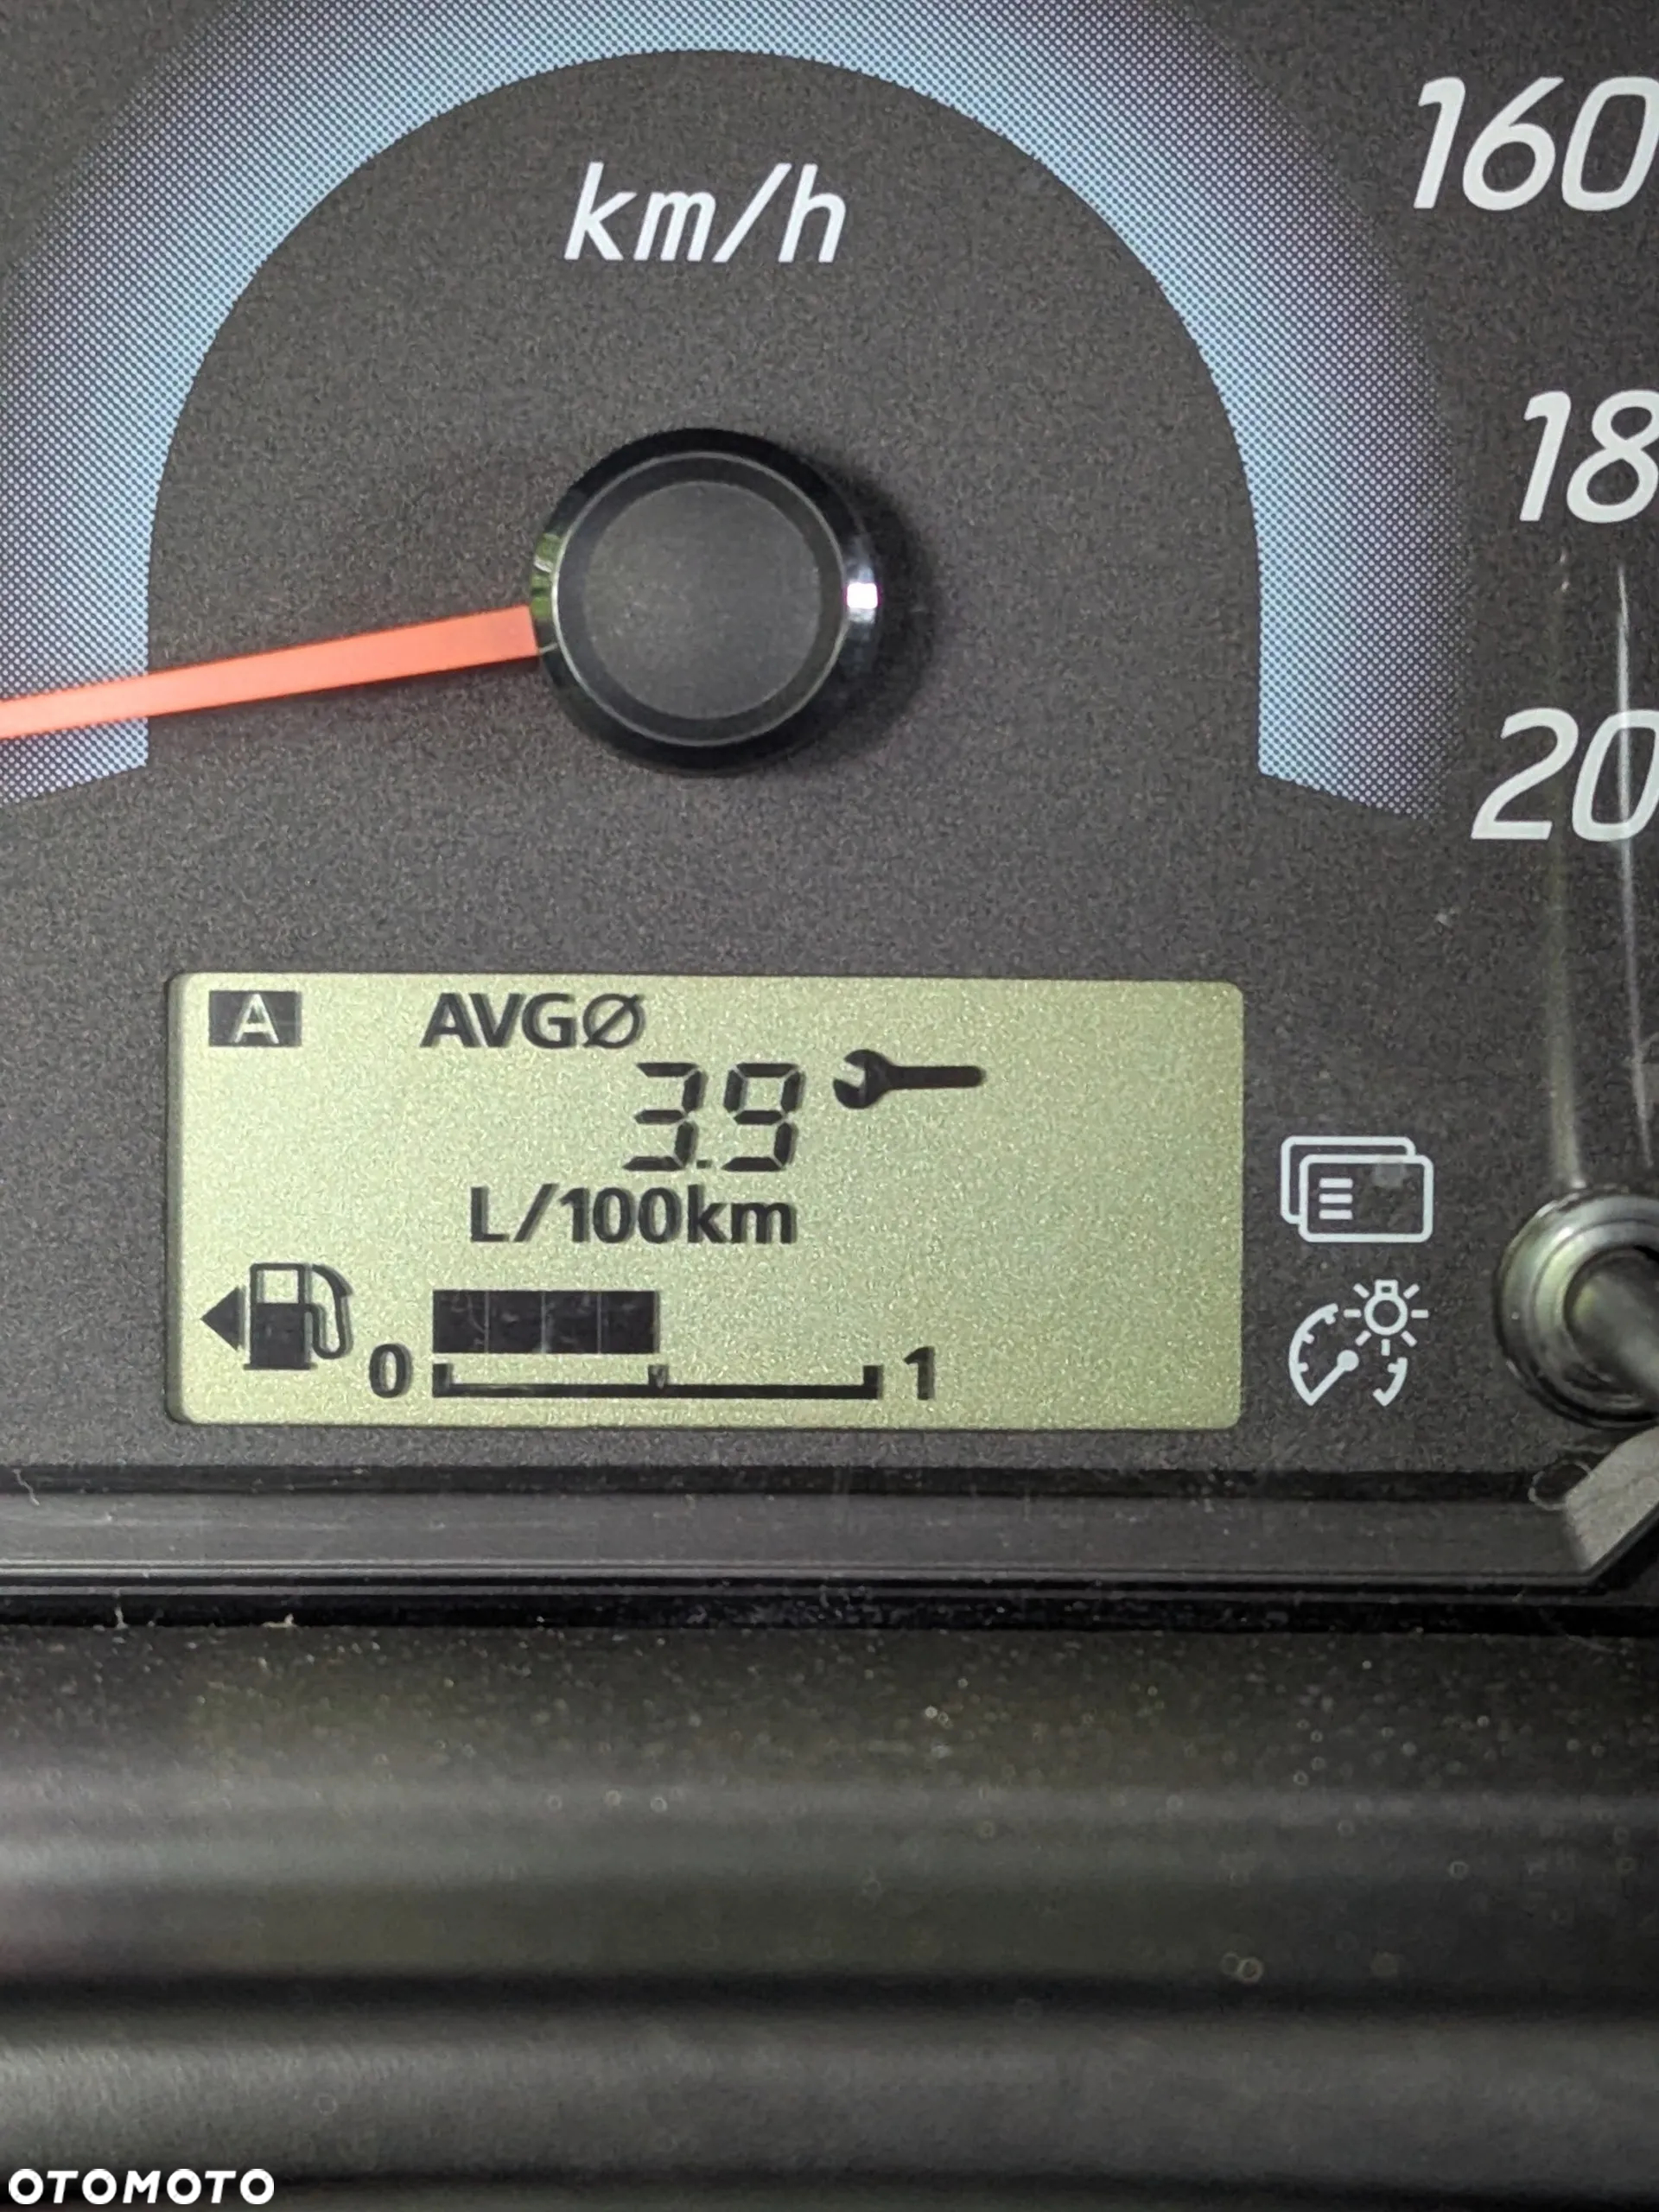 km/h
160
18
20
A AVGØ
3.9
L/100km
0 1
OTOMOTO